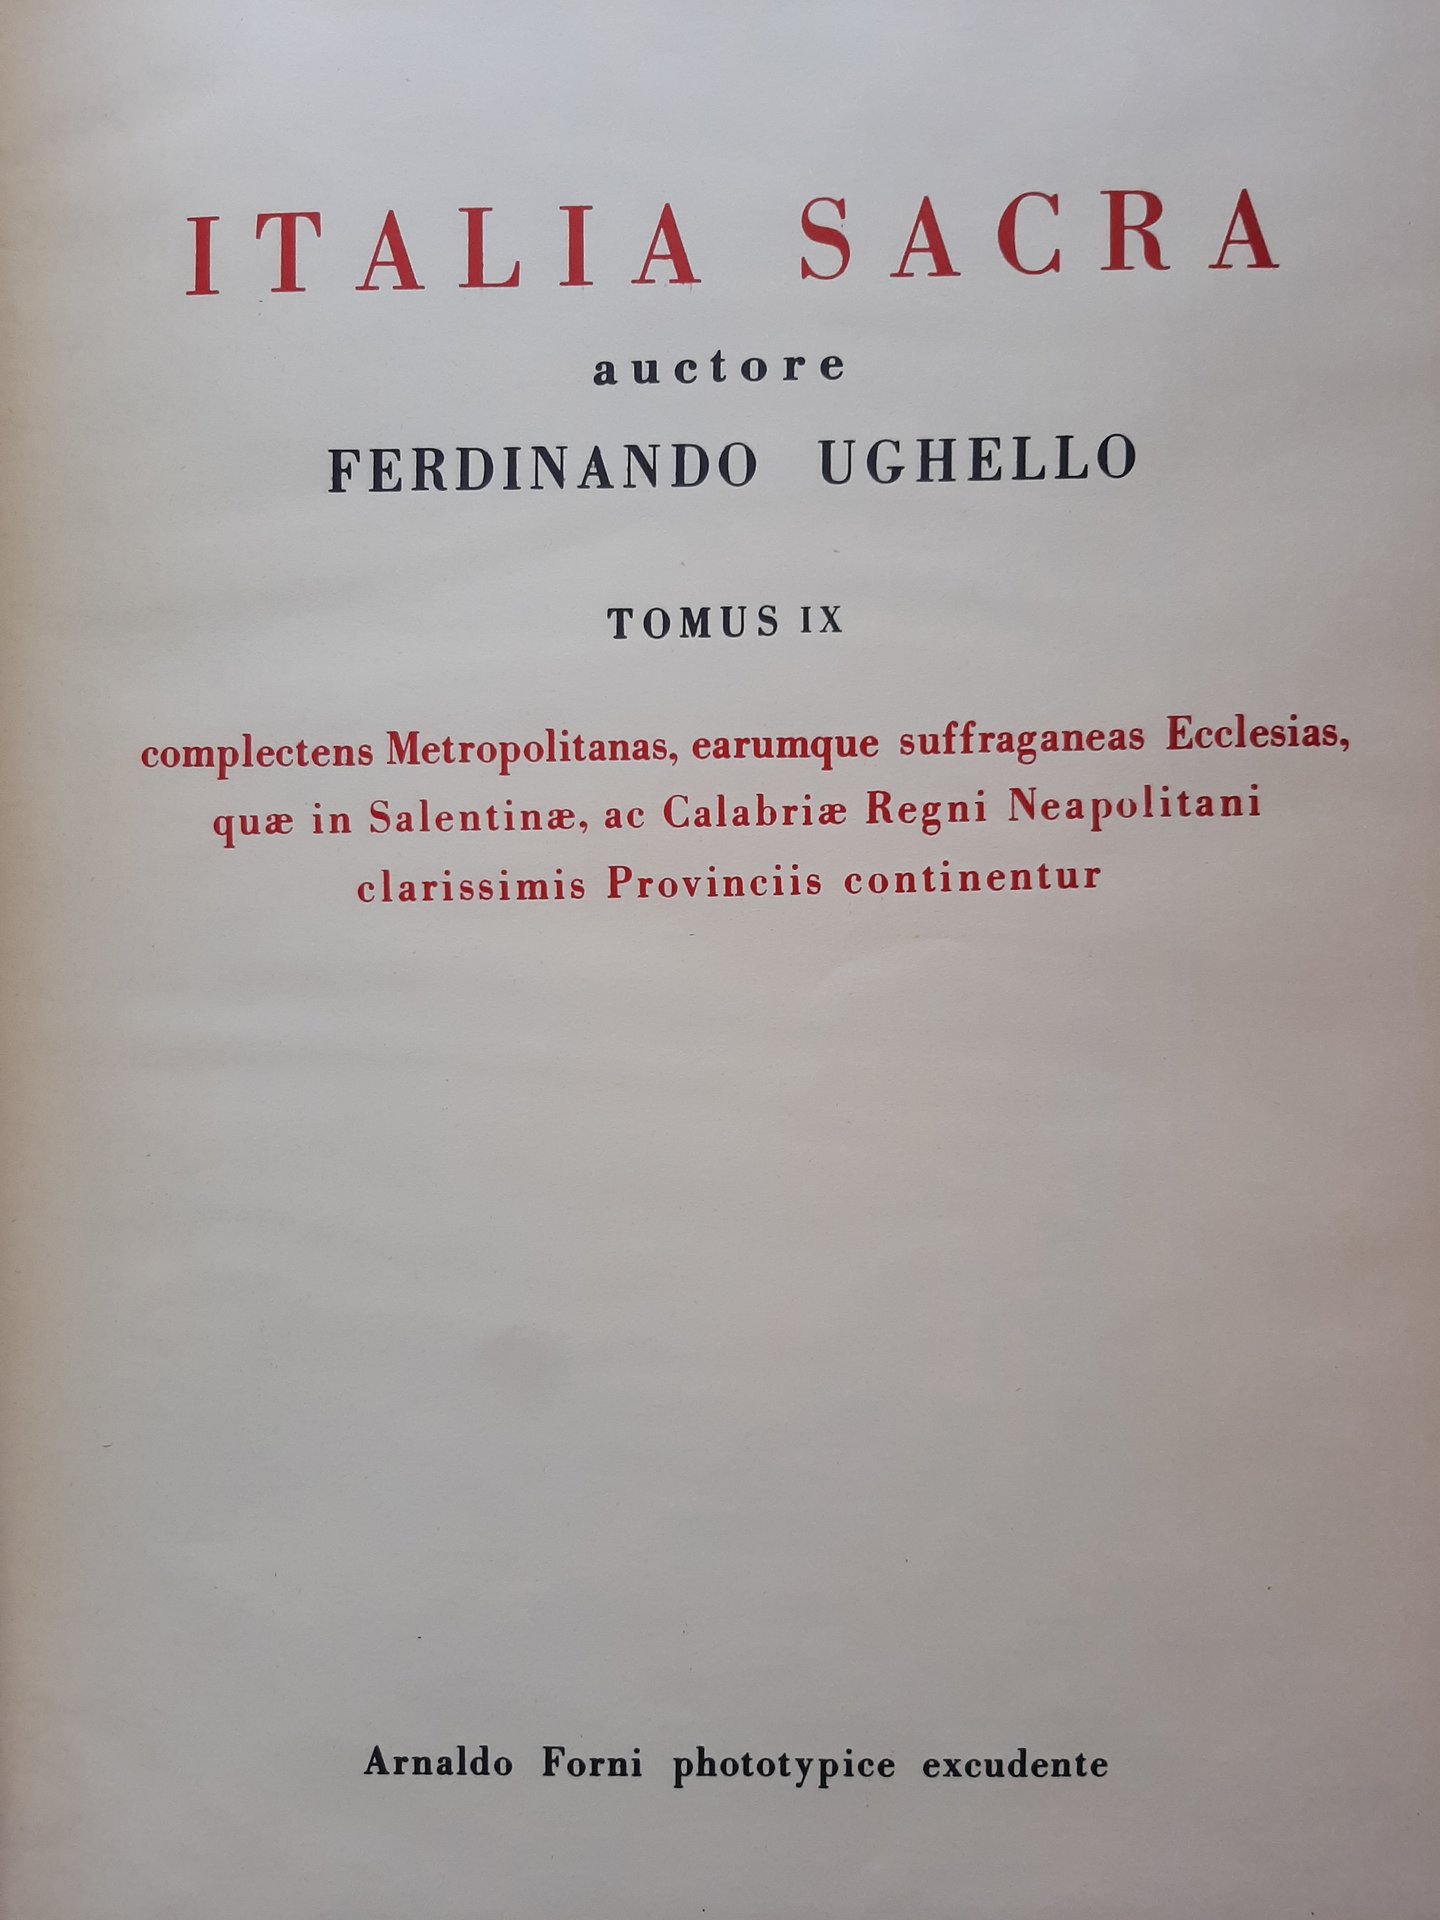 ITALIA SACRA
auctore
FERDINANDO UGHELLO
TOMUS IX
complectens Metropolitanas, earumque suffraganeas Ecclesias,
quæ in Salentinæ, ac Calabriæ Regni Neapolitani
clarissimis Provinciis continentur
Arnaldo Forni phototypice excudente